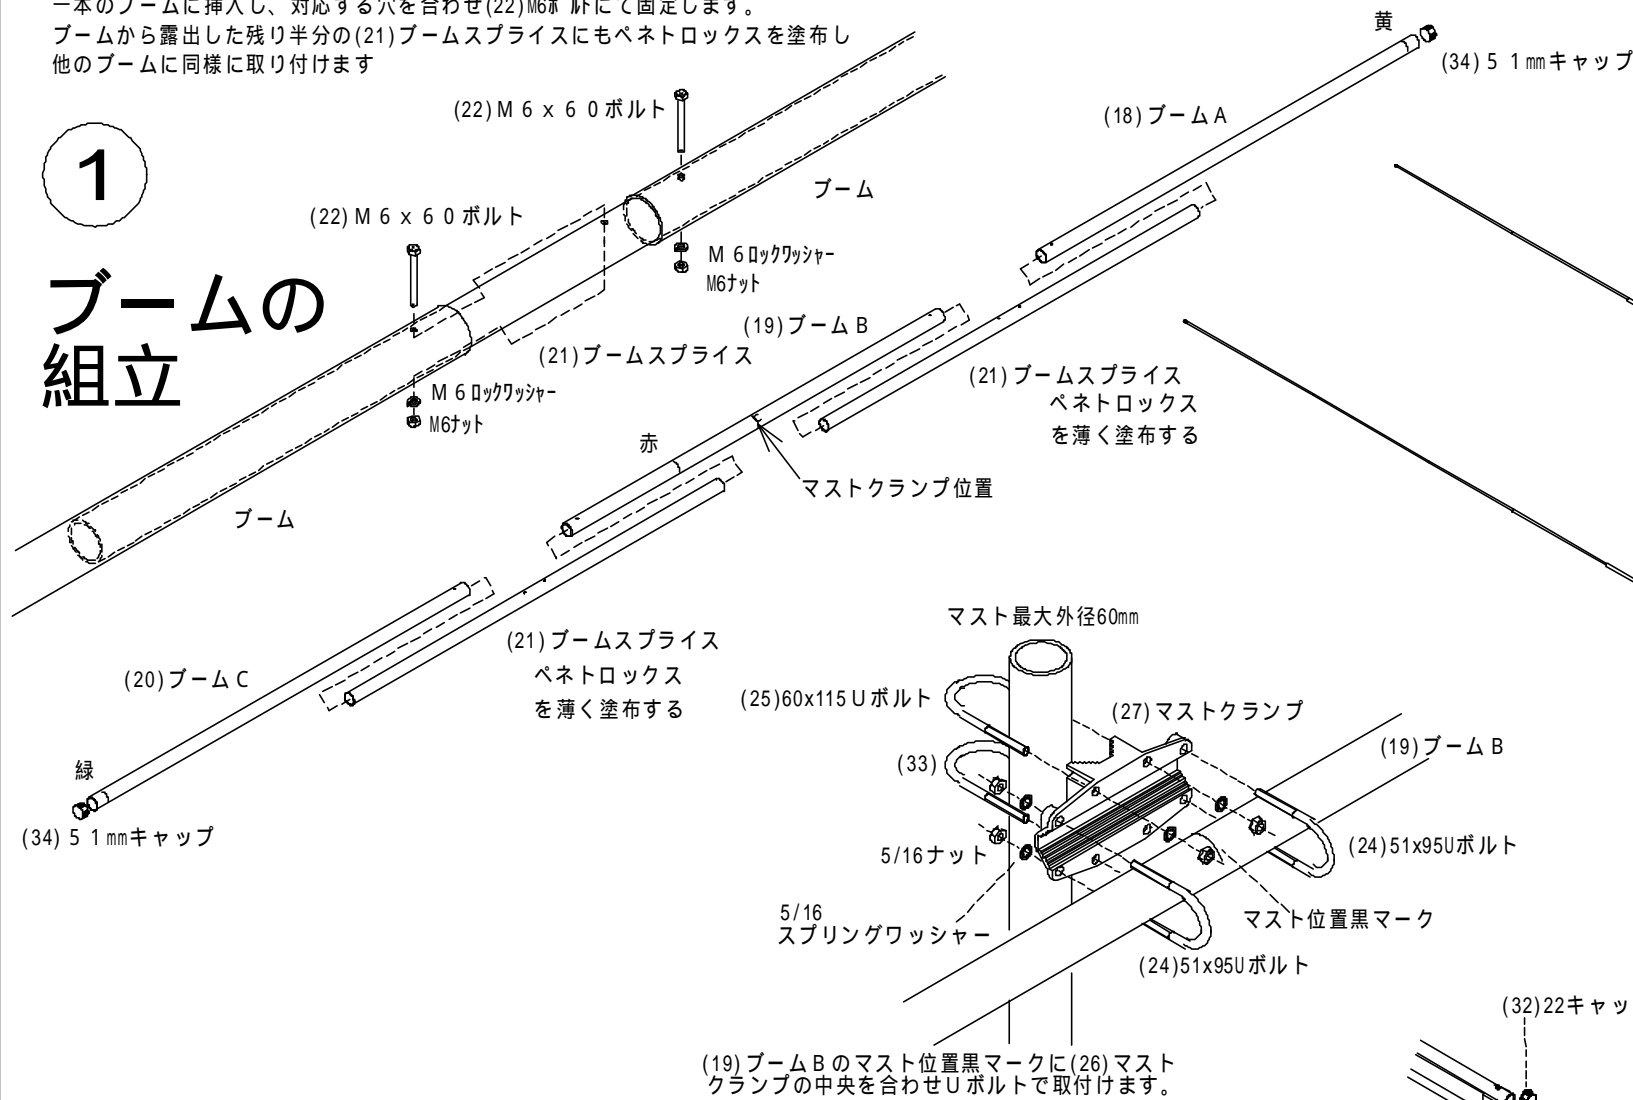 一本のブームに挿入し、対応する穴を合わせ(22)M6ボルトにて固定します。
ブームから露出した残り半分の(21)ブームスプライスにもペネトロックスを塗布し
他のブームに同様に取り付けます
1
ブームの
組立
(22)M6x60ボルト
(22)M6x60ボルト
ブーム
M6ロックワッシャー
M6ナット
(21)ブームスプライス
M6ロックワッシャー
M6ナット
ブーム
黄
(34)51mmキャップ
(18)ブームA
(19)ブームB
(21)ブームスプライス
ペネトロックス
を薄く塗布する
赤
マストクランプ位置
(21)ブームスプライス
ペネトロックス
を薄く塗布する
(20)ブームC
緑
(34)51mmキャップ
マスト最大外径60mm
(25)60x115Uボルト
(27)マストクランプ
(19)ブームB
(33)
5/16ナット
(24)51x95Uボルト
5/16
スプリングワッシャー
マスト位置黒マーク
(24)51x95Uボルト
(32)22キャッ
(19)ブームBのマスト位置黒マークに(26)マスト
クランプの中央を合わせUボルトで取付けます。